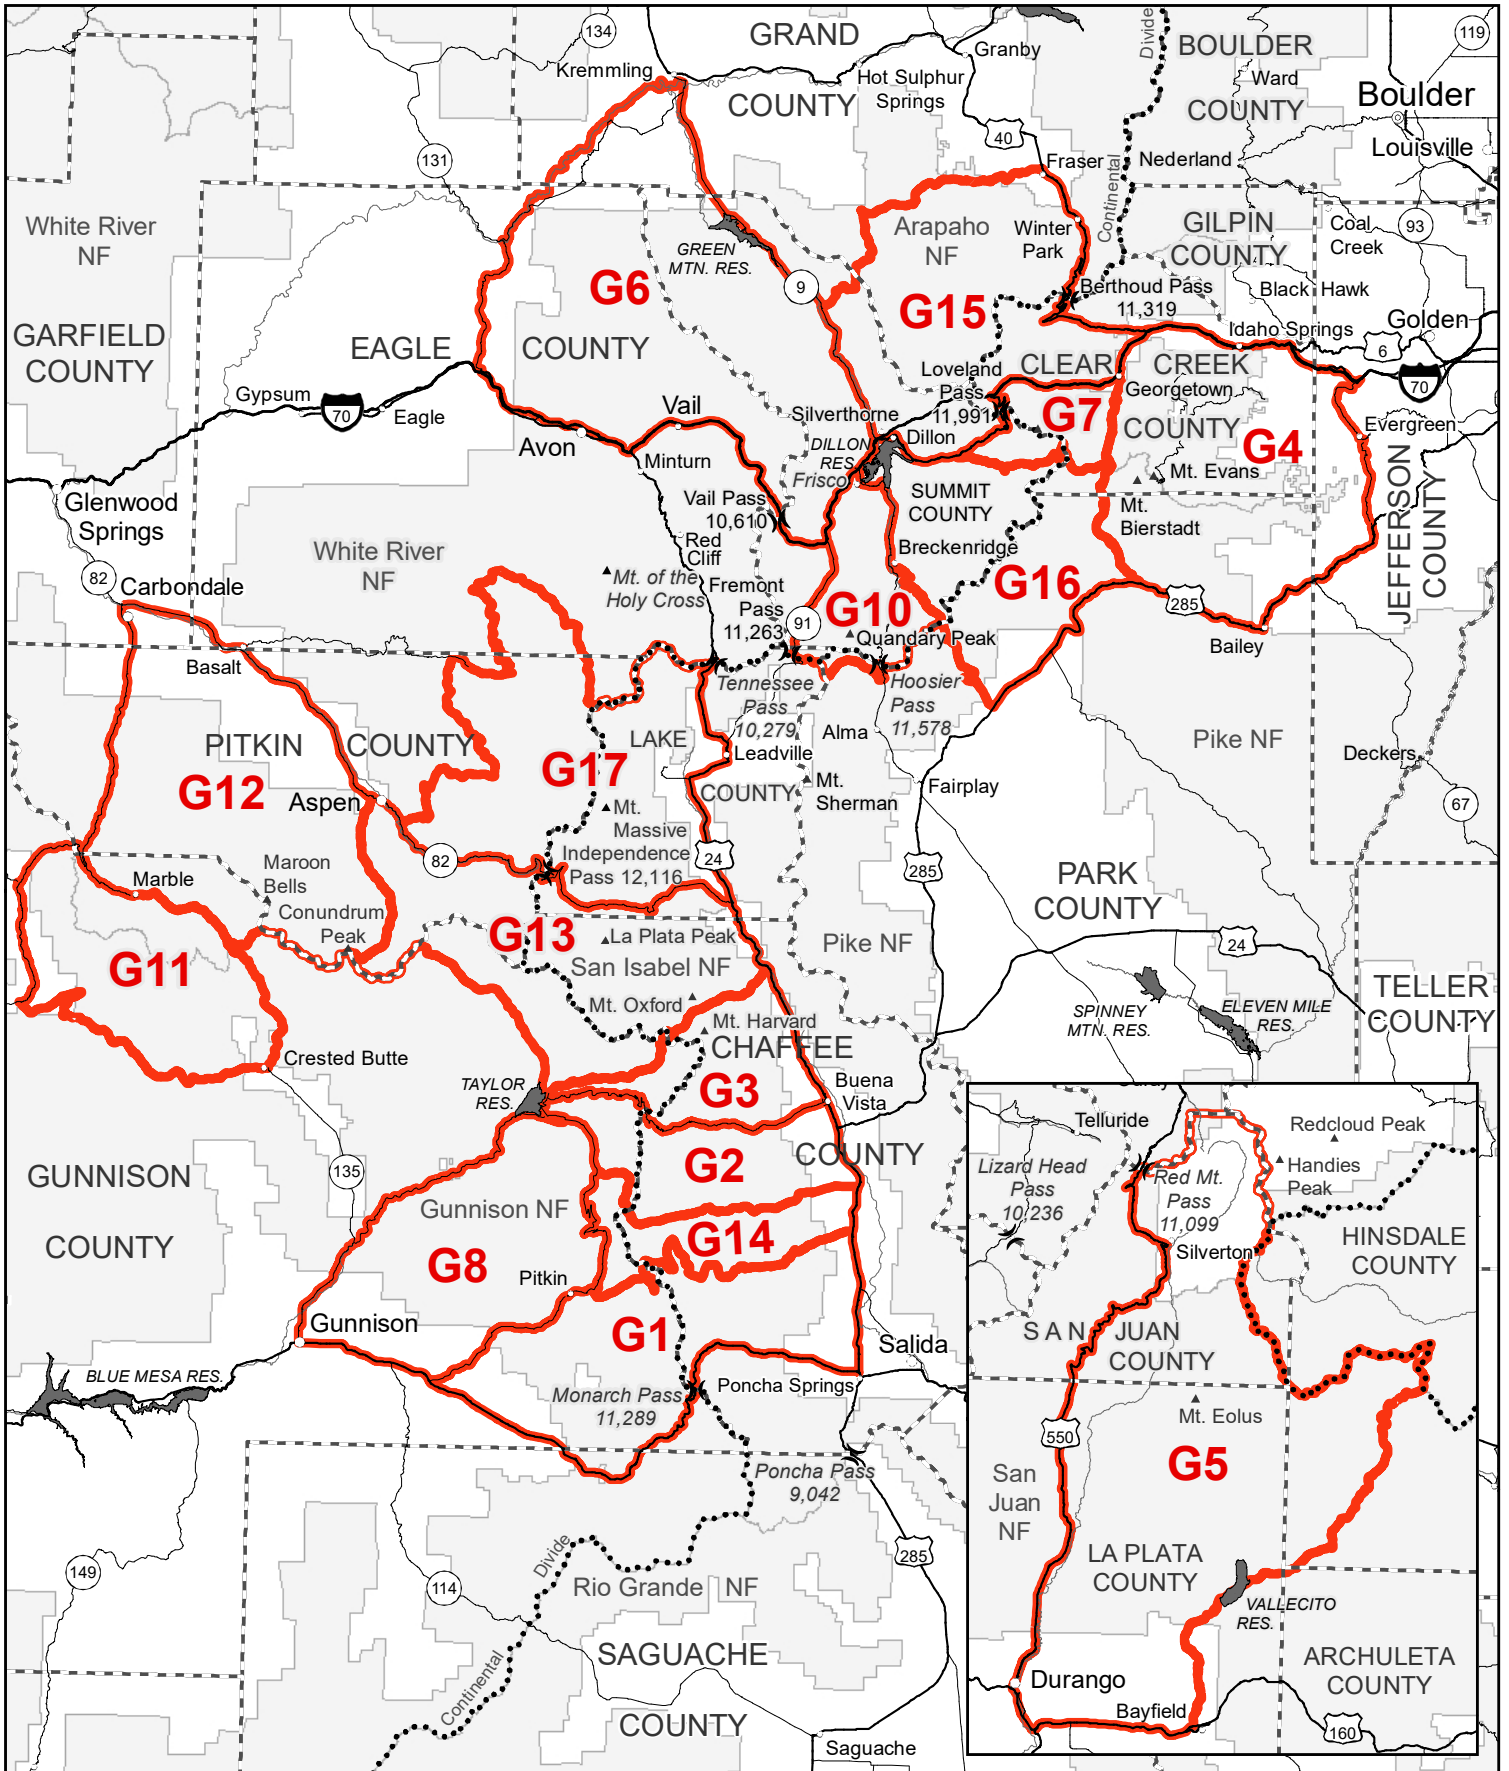 134
GRAND
COUNTY
Granby
Divide
BOULDER
COUNTY
Ward
119
Kremmling
Hot Sulphur
Springs
Boulder
Louisville
40
131
Fraser
Nederland
Continental
White River
NF
Arapaho
NF
Winter
Park
GILPIN
COUNTY
Coal
Creek
93
GREEN
MTN. RES.
G6
9
G15
Berthoud Pass
11,319
Black Hawk
GARFIELD
COUNTY
EAGLE
COUNTY
Idaho Springs
Golden
6
Loveland
Pass
11,991
CLEAR
CREEK
COUNTY
Georgetown
70
Gypsum
70
Eagle
Vail
Silverthorne
G7
G4
Evergreen
Avon
Minturn
DILLON
RES.
Dillon
Frisco
Mt. Evans
JEFFERSON
COUNTY
Glenwood
Springs
Vail Pass
10,610
SUMMIT
COUNTY
Mt.
Bierstadt
White River
NF
Red
Cliff
Breckenridge
82
Carbondale
Mt. of the
Holy Cross
Fremont
Pass
11,263
G16
91
G10
285
Quandary Peak
Bailey
Basalt
Tennessee
Pass
10,279
Hoosier
Pass
11,578
PITKIN
COUNTY
LAKE
COUNTY
Alma
Pike NF
Leadville
Deckers
G17
G12
Aspen
Mt.
Sherman
Fairplay
67
Mt.
Massive
82
Independence
Pass 12,116
24
285
Maroon
Bells
PARK
COUNTY
Marble
Conundrum
Peak
G13
La Plata Peak
Pike NF
24
G11
San Isabel NF
TELLER
COUNTY
Mt. Oxford
SPINNEY
MTN. RES.
ELEVEN MILE
RES.
Mt. Harvard
CHAFFEE
COUNTY
Crested Butte
TAYLOR
RES.
G3
Buena
Vista
Telluride
Redcloud Peak
GUNNISON
COUNTY
135
G2
Lizard Head
Pass
10,236
Red Mt.
Pass
11,099
Handies
Peak
Gunnison NF
G14
Silverton
HINSDALE
COUNTY
G8
Pitkin
Gunnison
G1
SAN JUAN
COUNTY
Salida
BLUE MESA RES.
Monarch Pass
11,289
Poncha Springs
Mt. Eolus
550
G5
Poncha Pass
9,042
San
Juan
NF
Divide
285
LA PLATA
COUNTY
149
114
Rio Grande NF
VALLECITO
RES.
SAGUACHE
COUNTY
Continental
ARCHULETA
COUNTY
Durango
Bayfield
160
Saguache